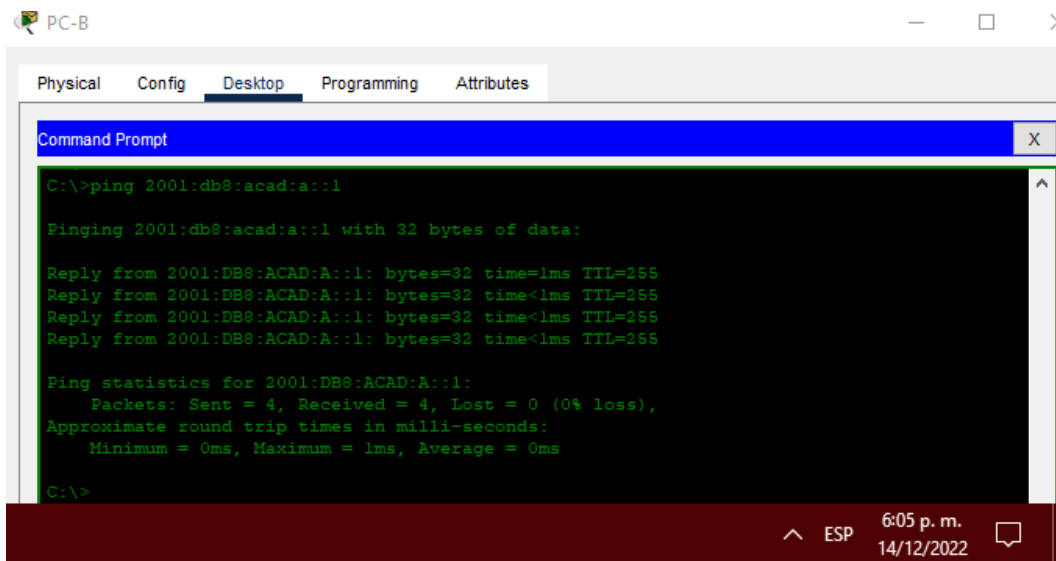 PC-B
Physical Config Desktop Programming Attributes
Command Prompt
X
C:\>ping 2001:db8:acad:a::1
Pinging 2001:db8:acad:a::1 with 32 bytes of data:
Reply from 2001:DB8:ACAD:A::1: bytes=32 time=1ms TTL=255
Reply from 2001:DB8:ACAD:A::1: bytes=32 time<1ms TTL=255
Reply from 2001:DB8:ACAD:A::1: bytes=32 time<1ms TTL=255
Reply from 2001:DB8:ACAD:A::1: bytes=32 time<1ms TTL=255
Ping statistics for 2001:DB8:ACAD:A::1:
Packets: Sent = 4, Received = 4, Lost = 0 (0% loss),
Approximate round trip times in milli-seconds:
Minimum = 0ms, Maximum = 1ms, Average = 0ms
C:\>
ESP
6:05 p. m.
14/12/2022